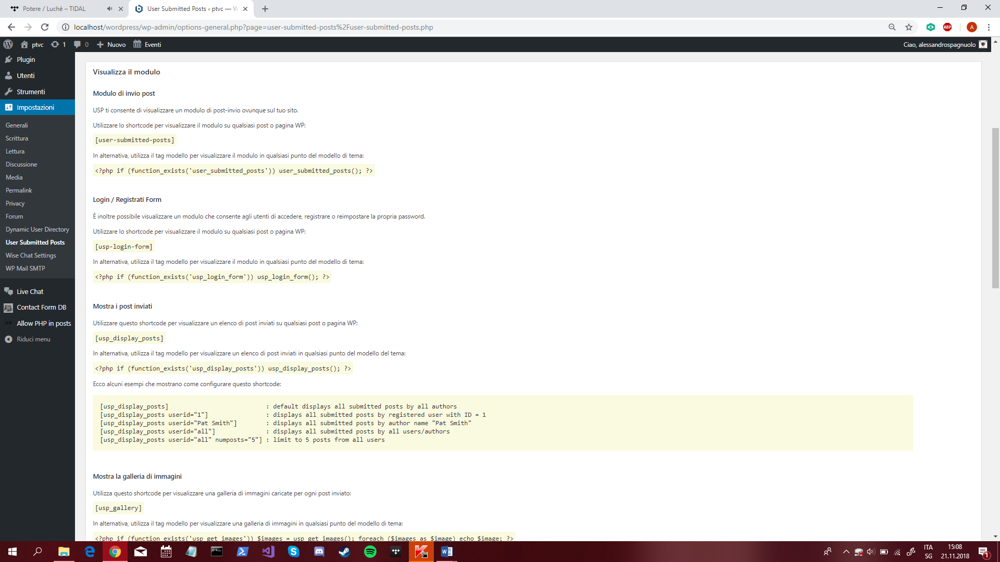 Potere / Luchè – TIDAL
User Submitted Posts ‹ ptvc — W
localhost/wordpress/wp-admin/options-general.php?page=user-submitted-posts%2Fuser-submitted-posts.php
ABP
A
ptvc
1
0
Nuovo
Eventi
Ciao, alessandrospagnuolo
Plugin
Utenti
Strumenti
Impostazioni
Generali
Scrittura
Lettura
Discussione
Media
Permalink
Privacy
Forum
Dynamic User Directory
User Submitted Posts
Wise Chat Settings
WP Mail SMTP
Live Chat
Contact Form DB
PHP
Allow PHP in posts
Riduci menu
Visualizza il modulo
Modulo di invio post
USP ti consente di visualizzare un modulo di post-invio ovunque sul tuo sito.
Utilizzare lo shortcode per visualizzare il modulo su qualsiasi post o pagina WP:
[user-submitted-posts]
In alternativa, utilizza il tag modello per visualizzare il modulo in qualsiasi punto del modello di tema:
<?php if (function_exists('user_submitted_posts')) user_submitted_posts(); ?>
Login / Registrati Form
È inoltre possibile visualizzare un modulo che consente agli utenti di accedere, registrare o reimpostare la propria password.
Utilizzare lo shortcode per visualizzare il modulo su qualsiasi post o pagina WP:
[usp-login-form]
In alternativa, utilizza il tag modello per visualizzare il modulo in qualsiasi punto del modello di tema:
<?php if (function_exists('usp_login_form')) usp_login_form(); ?>
Mostra i post inviati
Utilizzare questo shortcode per visualizzare un elenco di post inviati su qualsiasi post o pagina WP:
[usp_display_posts]
In alternativa, utilizza il tag modello per visualizzare un elenco di post inviati in qualsiasi punto del modello del tema:
<?php if (function_exists('usp_display_posts')) usp_display_posts(); ?>
Ecco alcuni esempi che mostrano come configurare questo shortcode:
[usp_display_posts] : default displays all submitted posts by all authors
[usp_display_posts userid="1"] : displays all submitted posts by registered user with ID = 1
[usp_display_posts userid="Pat Smith"] : displays all submitted posts by author name "Pat Smith"
[usp_display_posts userid="all"] : displays all submitted posts by all users/authors
[usp_display_posts userid="all" numposts="5"] : limit to 5 posts from all users
Mostra la galleria di immagini
Utilizza questo shortcode per visualizzare una galleria di immagini caricate per ogni post inviato:
[usp_gallery]
In alternativa, utilizza il tag modello per visualizzare una galleria di immagini in qualsiasi punto del modello di tema:
<?php if (function_exists('usp_get_images')) $images = usp_get_images(); foreach ($images as $image) echo $image; ?>
ITA
SG
15:08
21.11.2018
1